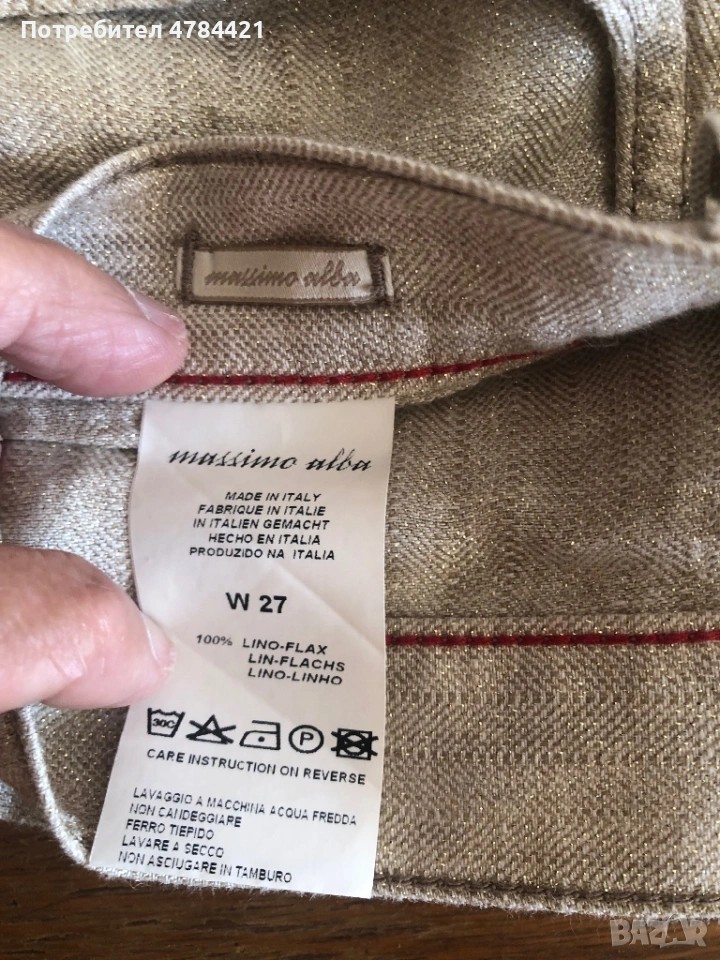 Потребител 4784421
massimo alba
massimo alba
MADE IN ITALY
FABRIQUE IN ITALIE
IN ITALIEN GEMACHT
HECHO EN ITALIA
PRODUZIDO NA ITALIA
W 27
100% LINO-FLAX
LIN-FLACHS
LINO-LINHO
30C P
CARE INSTRUCTION ON REVERSE
LAVAGGIO A MACCHINA ACQUA FREDDA
NON CANDEGGIARE
FERRO TIEPIDO
LAVARE A SECCO
NON ASCIUGARE IN TAMBURO
BAZAR